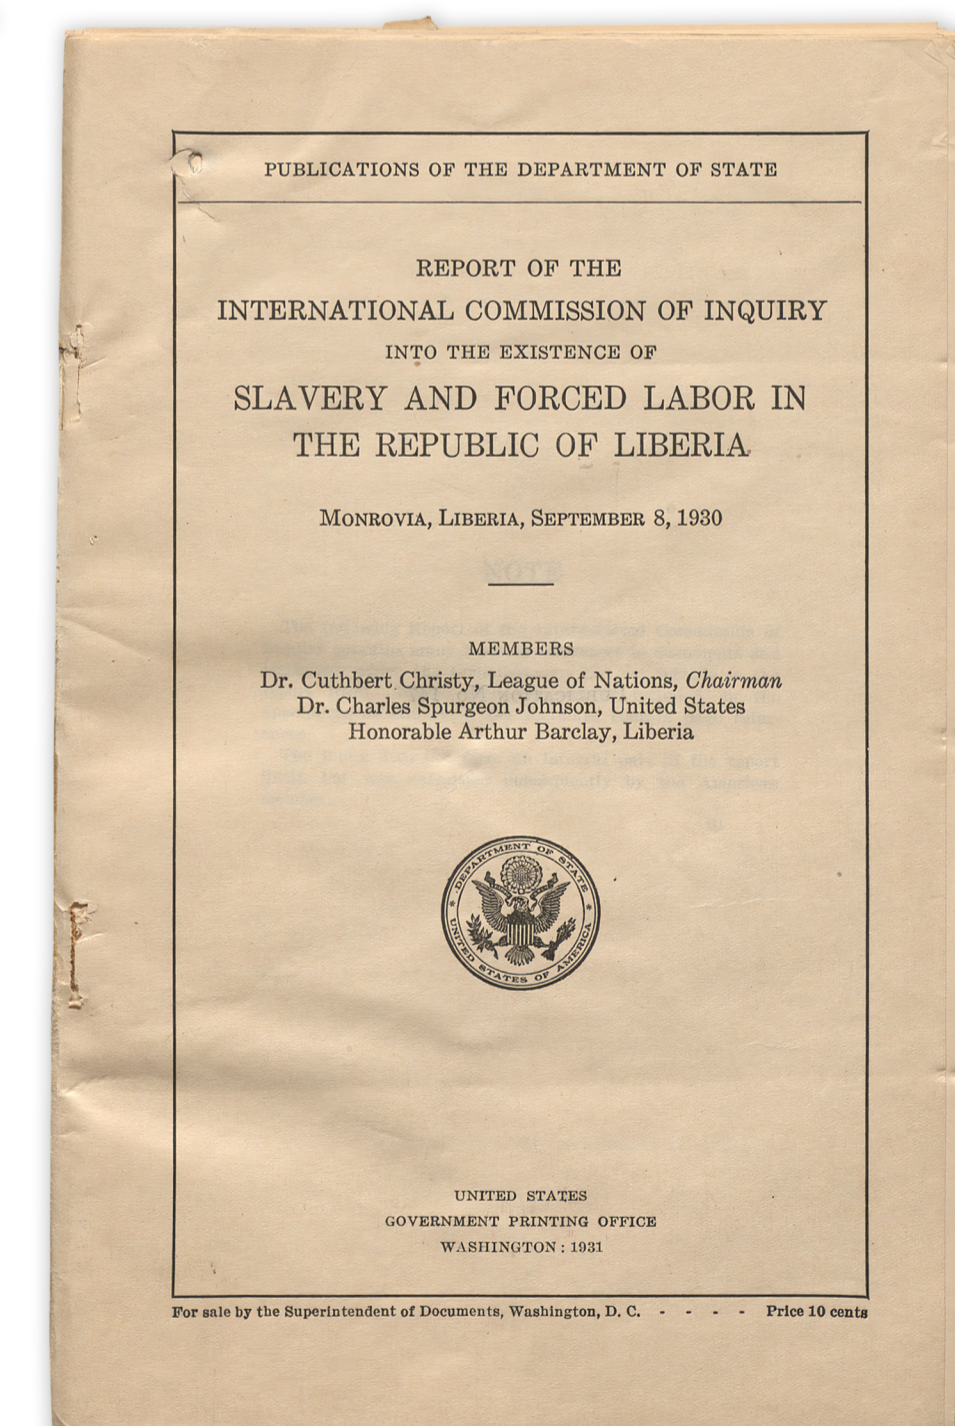 PUBLICATIONS OF THE DEPARTMENT OF STATE
REPORT OF THE
INTERNATIONAL COMMISSION OF INQUIRY
INTO THE EXISTENCE OF
SLAVERY AND FORCED LABOR IN
THE REPUBLIC OF LIBERIA
MONROVIA, LIBERIA, SEPTEMBER 8, 1930
MEMBERS
Dr. Cuthbert Christy, League of Nations, Chairman
Dr. Charles Spurgeon Johnson, United States
Honorable Arthur Barclay, Liberia
DEPARTMENT OF STATE
UNITED STATES OF AMERICA
UNITED STATES
GOVERNMENT PRINTING OFFICE
WASHINGTON : 1931
For sale by the Superintendent of Documents, Washington, D. C. - - - - Price 10 cents